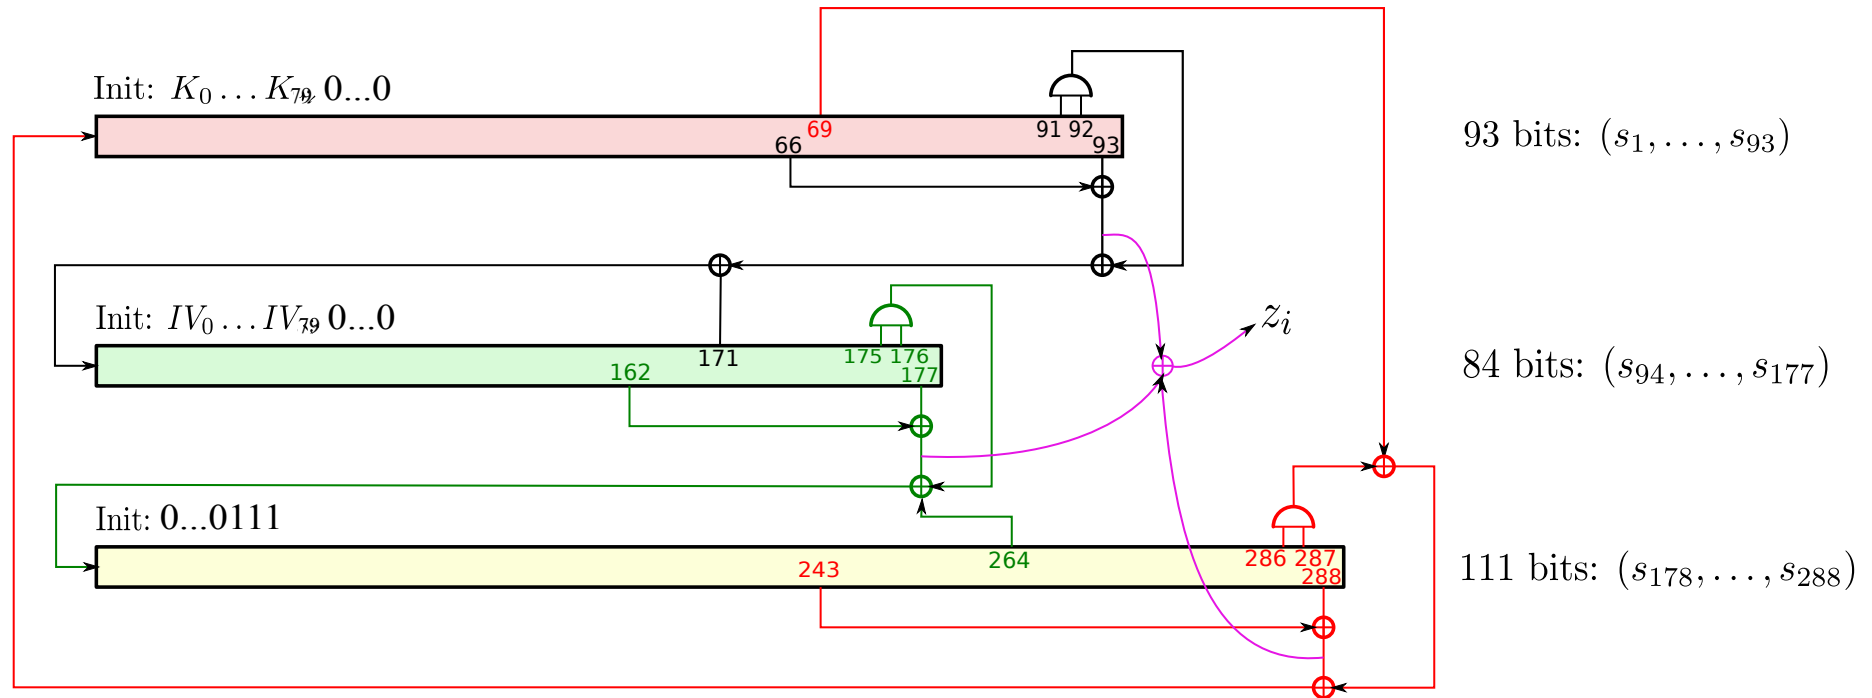 Init: K₀ … K₇₉, 0...0
69
91 92
66
93
93 bits: (s₁, …, s₉₃)
Init: IV₀ … IV₇₉, 0...0
zᵢ
171
175 176
162
177
84 bits: (s₉₄, …, s₁₇₇)
Init: 0...0111
286 287
264
243
288
111 bits: (s₁₇₈, …, s₂₈₈)